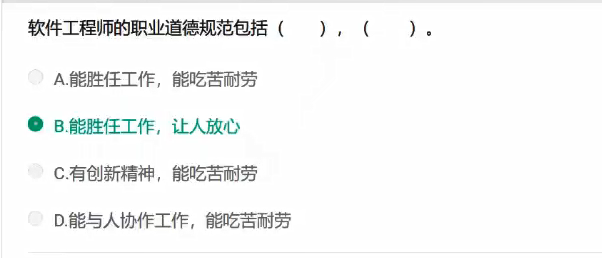 软件工程师的职业道德规范包括（　　），（　　）。
A.能胜任工作，能吃苦耐劳
B.能胜任工作，让人放心
C.有创新精神，能吃苦耐劳
D.能与人协作工作，能吃苦耐劳